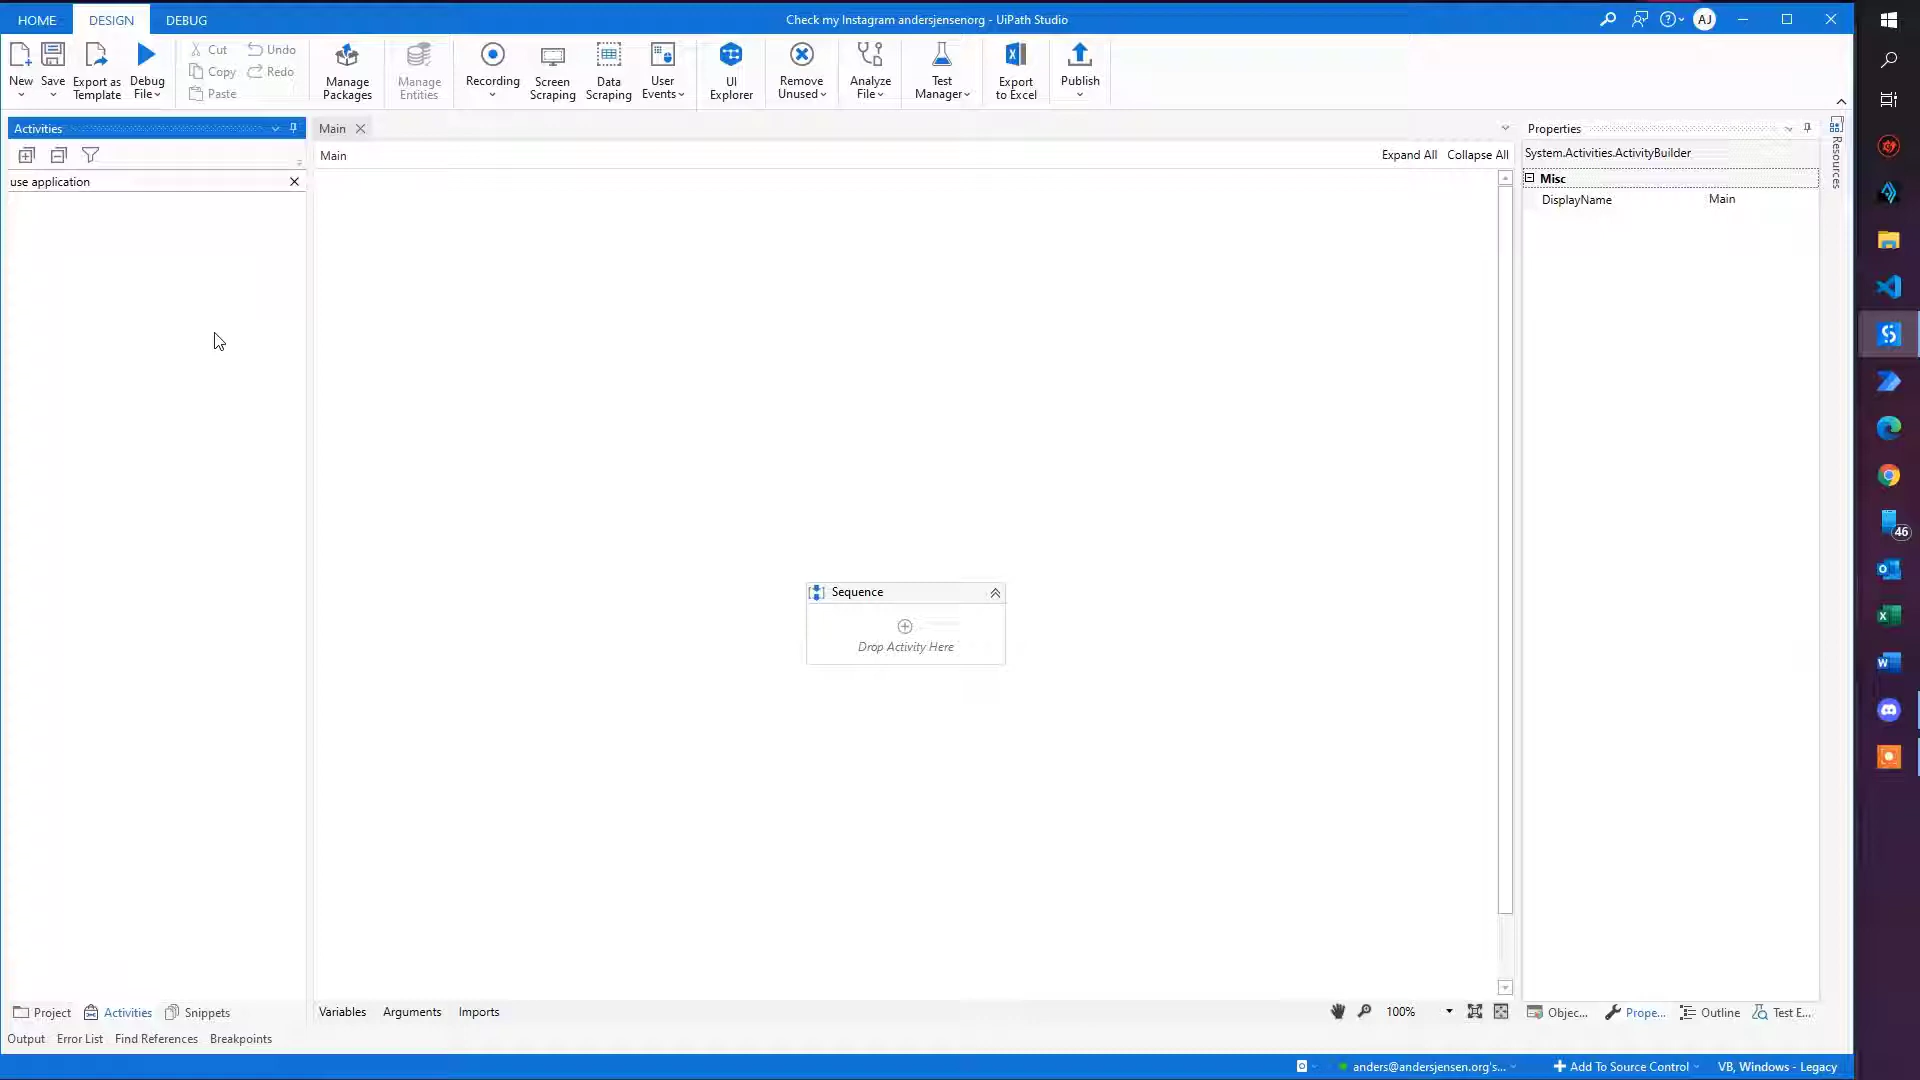 HOME DESIGN DEBUG Check my Instagram andersjensenorg - UiPath Studio AJ
New Save Export as Template Debug File Cut Copy Paste Undo Redo Manage Packages Manage Entities Recording Screen Scraping Data Scraping User Events UI Explorer Remove Unused Analyze File Test Manager Export to Excel Publish
Activities
Main
Properties
Resources
Main Expand All Collapse All
System.Activities.ActivityBuilder
use application
Misc
DisplayName Main
46
Sequence
Drop Activity Here
Project Activities Snippets
Variables Arguments Imports
100%
Objec... Prope... Outline Test E...
Output Error List Find References Breakpoints
anders@andersjensen.org's... Add To Source Control VB, Windows - Legacy